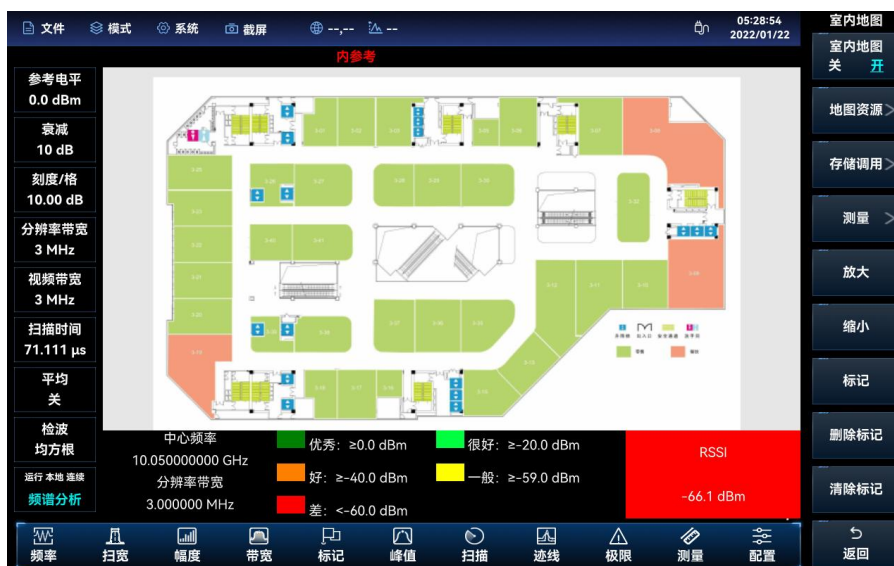 文件
模式
系统
截屏
--,--
--
05:28:54
2022/01/22
内参考
参考电平
0.0 dBm
衰减
10 dB
刻度/格
10.00 dB
分辨率带宽
3 MHz
视频带宽
3 MHz
扫描时间
71.111 μs
平均
关
检波
均方根
运行 本地 连续
频谱分析
中心频率
10.050000000 GHz
分辨率带宽
3.000000 MHz
优秀: ≥0.0 dBm
很好: ≥-20.0 dBm
好: ≥-40.0 dBm
一般: ≥-59.0 dBm
差: <-60.0 dBm
RSSI
-66.1 dBm
室内地图
室内地图
关 开
地图资源>
存储调用>
测量 >
放大
缩小
标记
删除标记
清除标记
返回
频率
扫宽
幅度
带宽
标记
峰值
扫描
迹线
极限
测量
配置